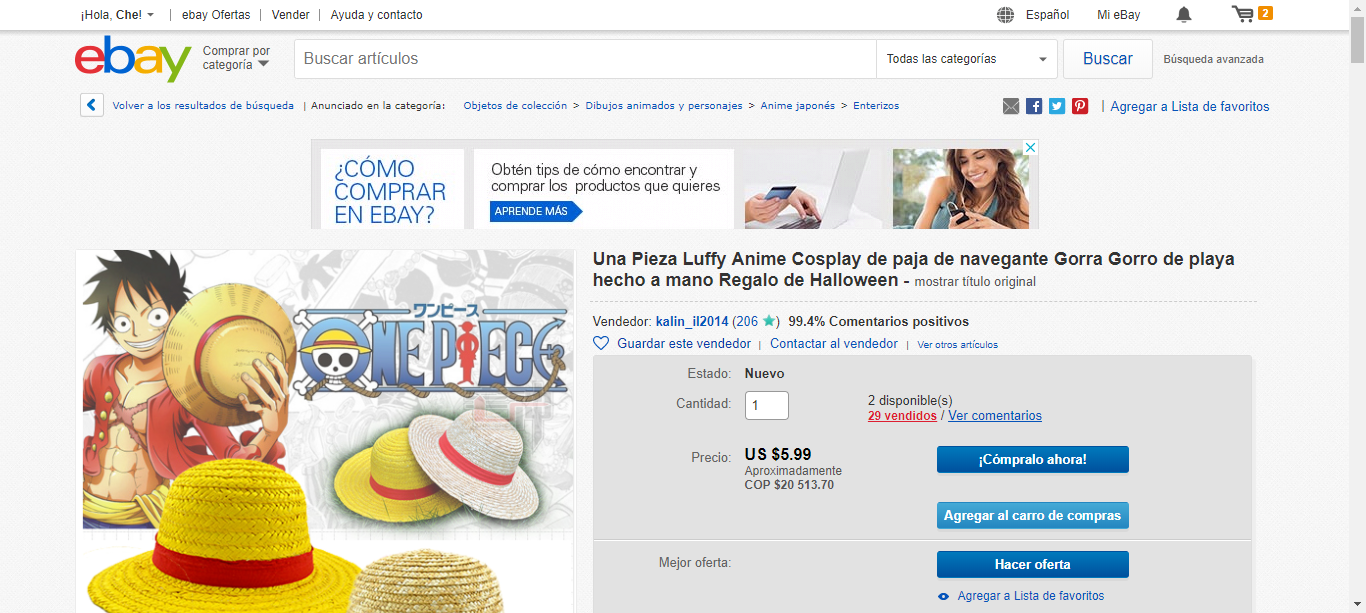 ¡Hola, Che!
ebay Ofertas
Vender
Ayuda y contacto
Español
Mi eBay
2
ebay
Comprar por
categoría
Buscar artículos
Todas las categorías
Buscar
Búsqueda avanzada
Volver a los resultados de búsqueda | Anunciado en la categoría: Objetos de colección > Dibujos animados y personajes > Anime japonés > Enterizos
| Agregar a Lista de favoritos
¿CÓMO
COMPRAR
EN EBAY?
Obtén tips de cómo encontrar y
comprar los productos que quieres
APRENDE MÁS
ワンピース
ONE PIECE
Una Pieza Luffy Anime Cosplay de paja de navegante Gorra Gorro de playa
hecho a mano Regalo de Halloween - mostrar título original
Vendedor: kalin_il2014 (206 ) 99.4% Comentarios positivos
Guardar este vendedor | Contactar al vendedor | Ver otros artículos
Estado: Nuevo
Cantidad: 1
2 disponible(s)
29 vendidos / Ver comentarios
Precio: US $5.99
Aproximadamente
COP $20 513.70
¡Cómpralo ahora!
Agregar al carro de compras
Mejor oferta:
Hacer oferta
Agregar a Lista de favoritos